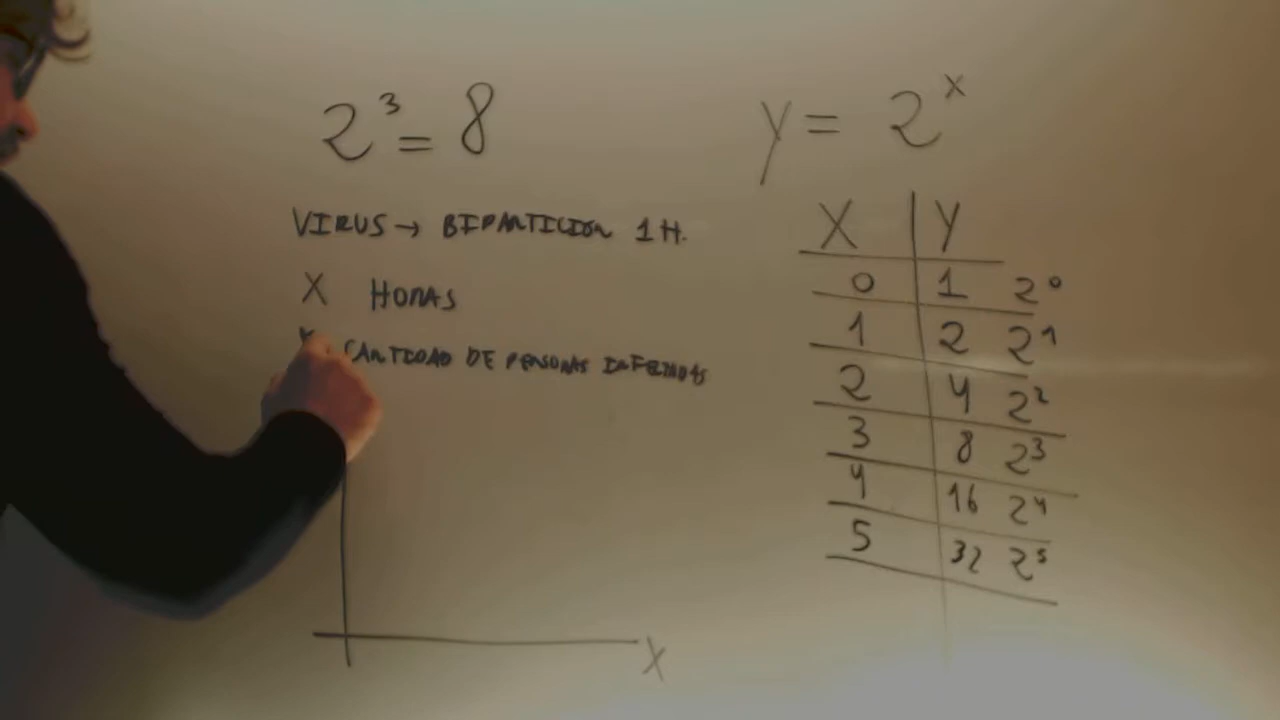 2³ = 8
VIRUS → BIPARTICION 1 H.
X HORAS
Y CANTIDAD DE PERSONAS INFERMAS
X
y = 2ˣ
X Y
0 1 2⁰
1 2 2¹
2 4 2²
3 8 2³
4 16 2⁴
5 32 2⁵